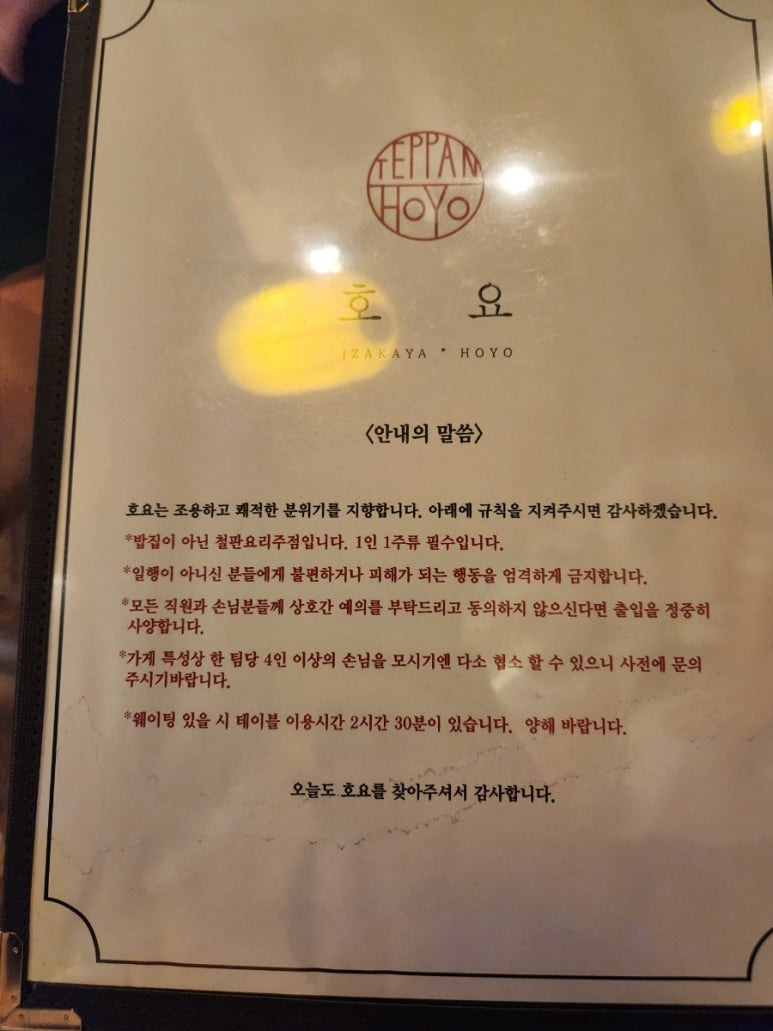 TEPPAN
HOYO
호 요
IZAKAYA * HOYO
<안내의 말씀>
호요는 조용하고 쾌적한 분위기를 지향합니다. 아래에 규칙을 지켜주시면 감사하겠습니다.
*밥집이 아닌 철판요리주점입니다. 1인 1주류 필수입니다.
*일행이 아니신 분들에게 불편하거나 피해가 되는 행동을 엄격하게 금지합니다.
*모든 직원과 손님분들께 상호간 예의를 부탁드리고 동의하지 않으신다면 출입을 정중히
사양합니다.
*가게 특성상 한 팀당 4인 이상의 손님을 모시기엔 다소 협소 할 수 있으니 사전에 문의
주시기바랍니다.
*웨이팅 있을 시 테이블 이용시간 2시간 30분이 있습니다. 양해 바랍니다.
오늘도 호요를 찾아주셔서 감사합니다.